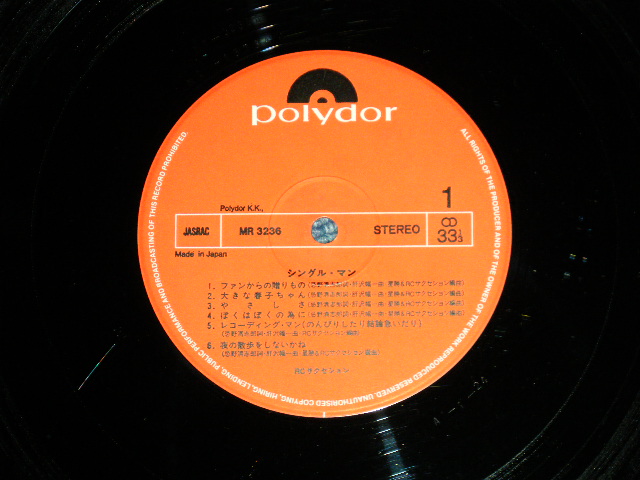 polydor
1
Polydor K.K.,
JASRAC
MR 3236
STEREO
33 1/3
Made in Japan
シングル・マン
1. ファンからの贈りもの
2. 大きな春子ちゃん
3. やさしさ
4. ぼくはぼくの為に
5. レコーディング・マン(のんびりしたり結論急いだり)
6. 夜の散歩をしないかね
RCサクセション
ALL RIGHTS OF THE PRODUCER AND OF THE OWNER OF THE WORK REPRODUCED RESERVED. UNAUTHORISED COPYING, HIRING, LENDING, PUBLIC PERFORMANCE AND BROADCASTING OF THIS RECORD PROHIBITED.